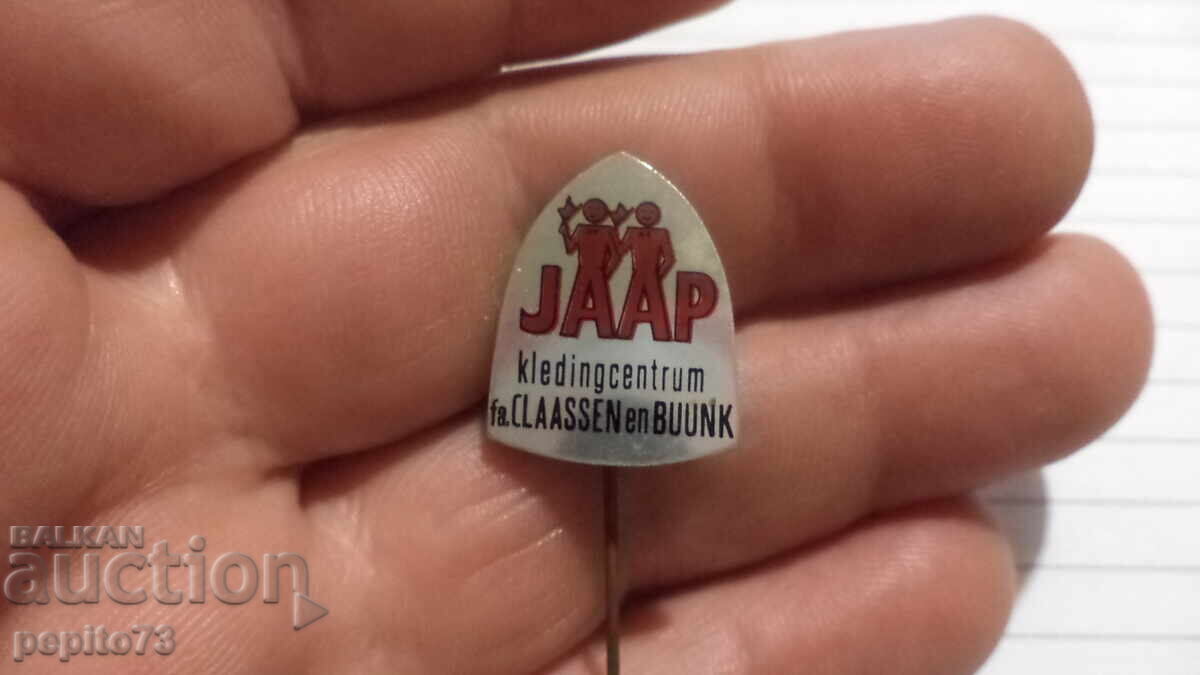 JAAP
kledingcentrum
fa. CLAASSEN en BUUNK
BALKAN
auction
pepito73